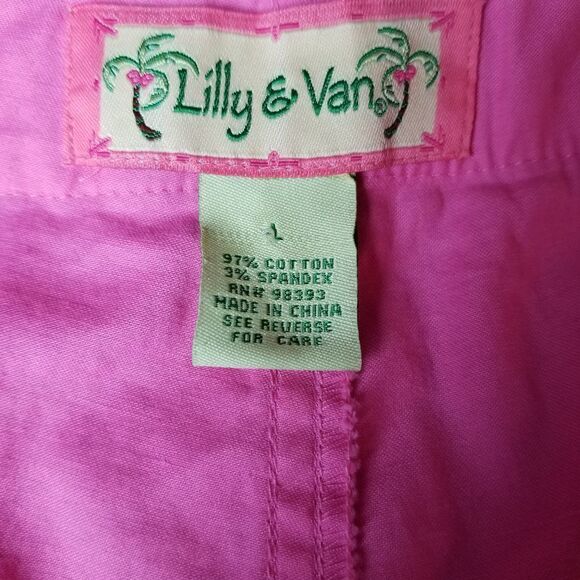 Lilly & Van®
L
97% COTTON
3% SPANDEX
RN# 98393
MADE IN CHINA
SEE REVERSE
FOR CARE